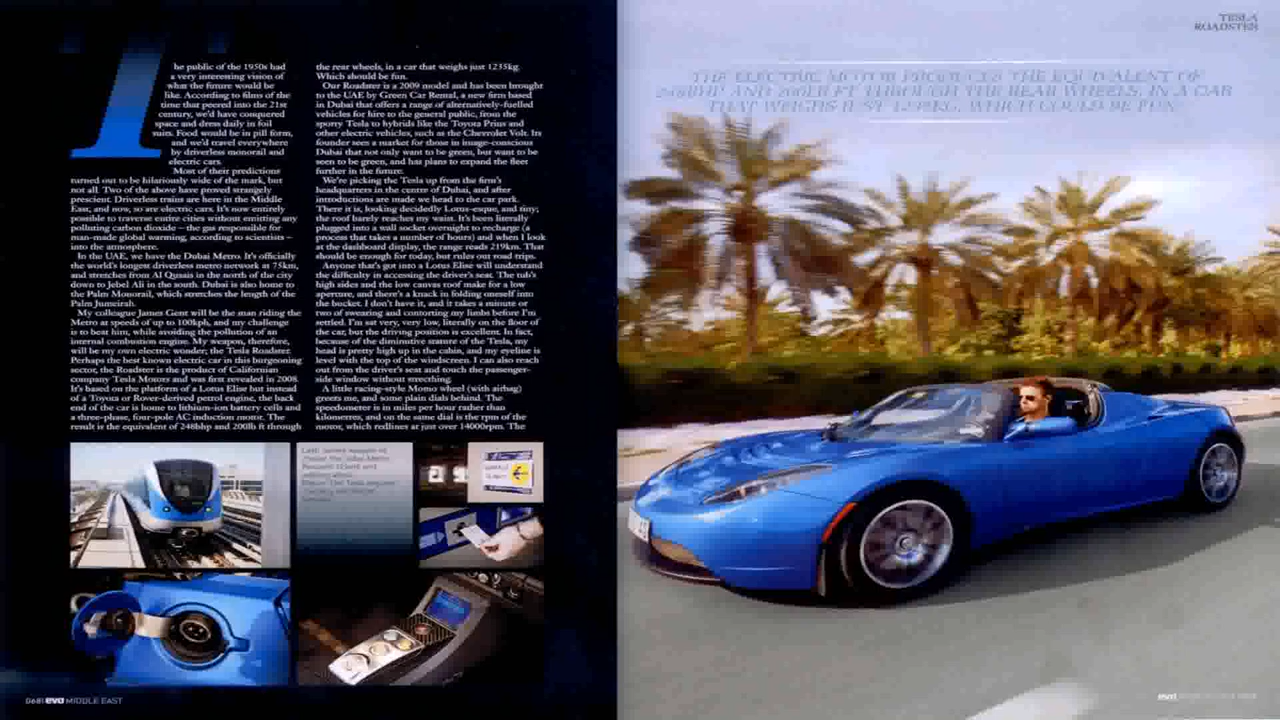 The public of the 1950s had
a very interesting vision of
what the future would be
like. According to films of the
time that peered into the 21st
century, we'd have conquered
space and dress daily in foil
suits. Food would be in pill form,
and we'd travel everywhere
by driverless monorail and
electric cars.
Most of their predictions
turned out to be hilariously wide of the mark, but
not all. Two of the above have proved strangely
prescient. Driverless trains are here in the Middle
East, and now, so are electric cars. It's now entirely
possible to traverse entire cities without emitting any
polluting carbon dioxide – the gas responsible for
man-made global warming, according to scientists –
into the atmosphere.
In the UAE, we have the Dubai Metro. It's officially
the world's longest driverless metro network at 75km,
and stretches from Al Qusais in the north of the city
down to Jebel Ali in the south. Dubai is also home to
the Palm Monorail, which stretches the length of the
Palm Jumeirah.
My colleague James Gent will be the man riding the
Metro at speeds of up to 100kph, and my challenge
is to beat him, while avoiding the pollution of an
internal combustion engine. My weapon, therefore,
will be my own electric wonder; the Tesla Roadster.
Perhaps the best known electric car in this burgeoning
sector, the Roadster is the product of Californian
company Tesla Motors and was first revealed in 2008.
It's based on the platform of a Lotus Elise but instead
of a Toyota or Rover-derived petrol engine, the back
end of the car is home to lithium-ion battery cells and
a three-phase, four-pole AC induction motor. The
result is the equivalent of 248bhp and 200lb ft through
the rear wheels, in a car that weighs just 1235kg.
Which should be fun.
Our Roadster is a 2009 model and has been brought
to the UAE by Green Car Rental, a new firm based
in Dubai that offers a range of alternatively-fuelled
vehicles for hire to the general public, from the
sporty Tesla to hybrids like the Toyota Prius and
other electric vehicles, such as the Chevrolet Volt. Its
founder sees a market for those in image-conscious
Dubai that not only want to be green, but want to be
seen to be green, and has plans to expand the fleet
further in the future.
We're picking the Tesla up from the firm's
headquarters in the centre of Dubai, and after
introductions are made we head to the car park.
There it is, looking decidedly Lotus-esque, and tiny;
the roof barely reaches my waist. It's been literally
plugged into a wall socket overnight to recharge (a
process that takes a number of hours) and when I look
at the dashboard display, the range reads 219km. That
should be enough for today, but rules out road trips.
Anyone that's got into a Lotus Elise will understand
the difficulty in accessing the driver's seat. The tub's
high sides and the low canvas roof make for a low
aperture, and there's a knack in folding oneself into
the bucket. I don't have it, and it takes a minute or
two of swearing and contorting my limbs before I'm
settled. I'm sat very, very low, literally on the floor of
the car, but the driving position is excellent. In fact,
because of the diminutive stature of the Tesla, my
head is pretty high up in the cabin, and my eyeline is
level with the top of the windscreen. I can also reach
out from the driver's seat and touch the passenger-
side window without stretching.
A little racing-style Momo wheel (with airbag)
greets me, and some plain dials behind. The
speedometer is in miles per hour rather than
kilometres, and on the same dial is the rpm of the
motor, which redlines at just over 14000rpm. The
068 | evo MIDDLE EAST
TESLA
ROADSTER
THE ELECTRIC MOTOR PRODUCES THE EQUIVALENT OF
248BHP AND 200LB FT THROUGH THE REAR WHEELS, IN A CAR
THAT WEIGHS JUST 1235KG. WHICH COULD BE FUN
evo